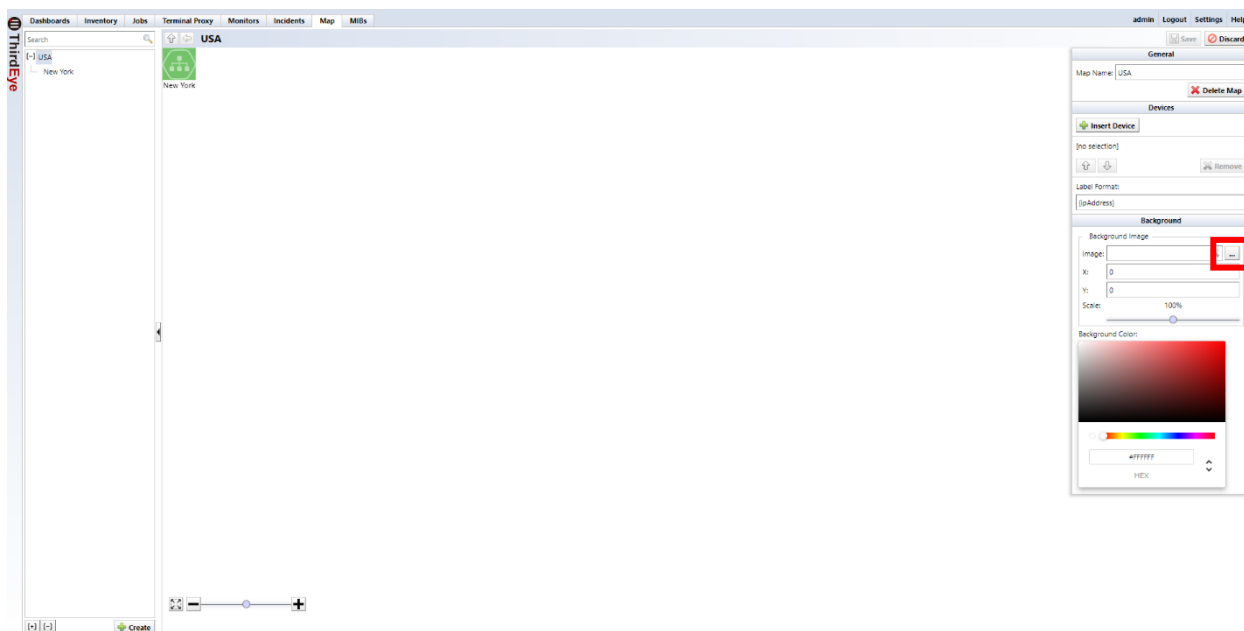 Dashboards Inventory Jobs Terminal Proxy Monitors Incidents Map MIBs admin Logout Settings Help
ThirdEye
Search
USA
Save Discard
[-] USA
New York
New York
General
Map Name: USA
Delete Map
Devices
Insert Device
[no selection]
Remove
Label Format:
{ipAddress}
Background
Background Image
Image: ...
X: 0
Y: 0
Scale: 100%
Background Color:
#FFFFFF
HEX
[+] [-] Create